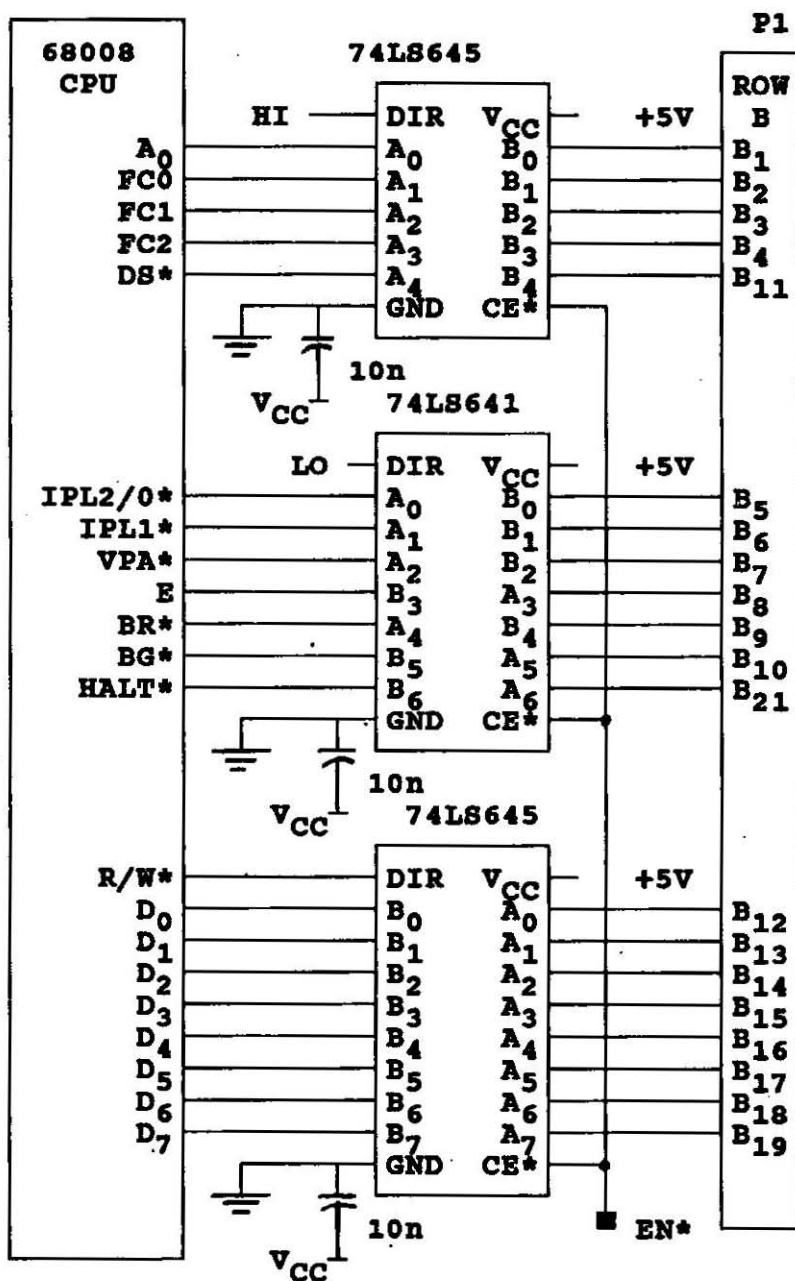 P1
68008
CPU
74LS645
ROW
B
HI DIR VCC +5V
A0 A0 B0 B1
FC0 A1 B1 B2
FC1 A2 B2 B3
FC2 A3 B3 B4
DS* A4 B4 B11
GND CE*
10n
VCC
74LS641
LO DIR VCC +5V
IPL2/0* A0 B0 B5
IPL1* A1 B1 B6
VPA* A2 B2 B7
E B3 A3 B8
BR* A4 B4 B9
BG* B5 A5 B10
HALT* B6 A6 B21
GND CE*
10n
VCC
74LS645
R/W* DIR VCC +5V
D0 B0 A0 B12
D1 B1 A1 B13
D2 B2 A2 B14
D3 B3 A3 B15
D4 B4 A4 B16
D5 B5 A5 B17
D6 B6 A6 B18
D7 B7 A7 B19
GND CE*
10n
EN*
VCC